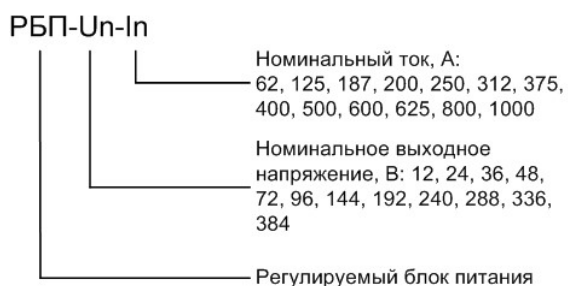 РБП-Un-In
Номинальный ток, А:
62, 125, 187, 200, 250, 312, 375,
400, 500, 600, 625, 800, 1000
Номинальное выходное
напряжение, В: 12, 24, 36, 48,
72, 96, 144, 192, 240, 288, 336,
384
Регулируемый блок питания